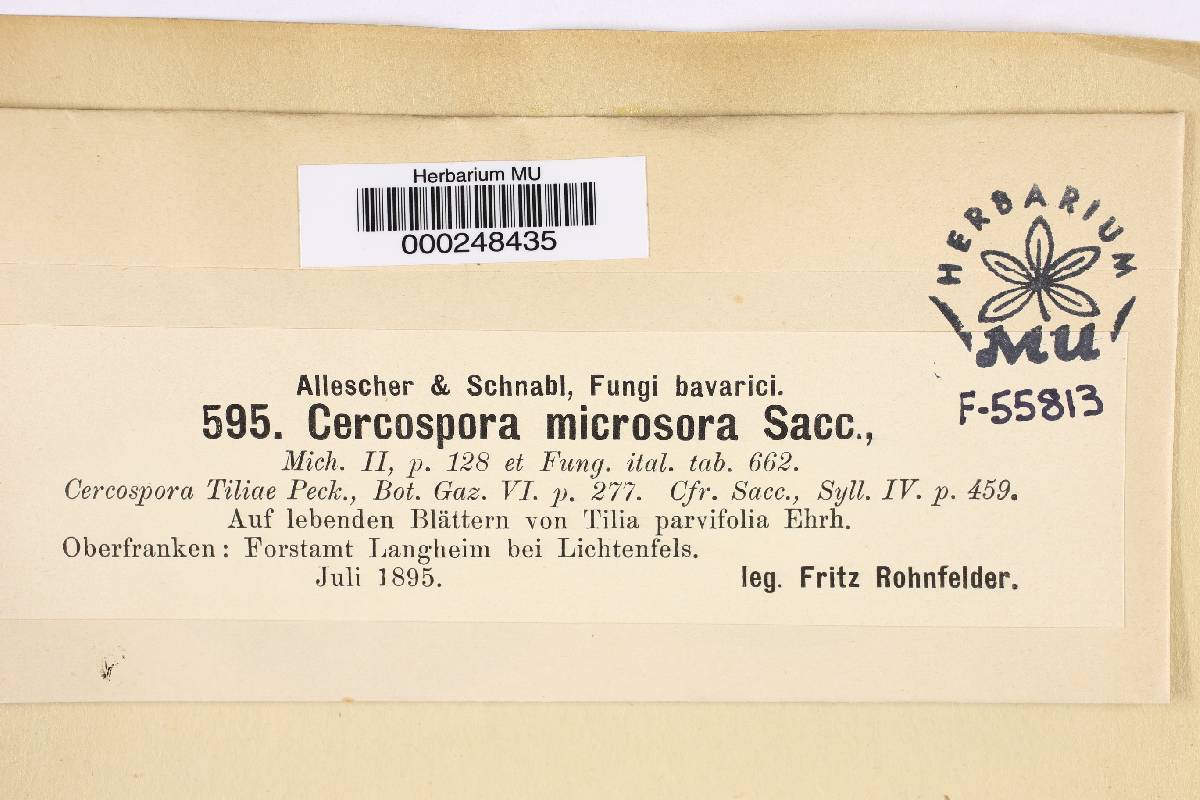 Herbarium MU
000248435
HERBARIUM
MU
F-55813
Allescher & Schnabl, Fungi bavarici.
595. Cercospora microsora Sacc.,
Mich. II, p. 128 et Fung. ital. tab. 662.
Cercospora Tiliae Peck., Bot. Gaz. VI. p. 277. Cfr. Sacc., Syll. IV. p. 459.
Auf lebenden Blättern von Tilia parvifolia Ehrh.
Oberfranken: Forstamt Langheim bei Lichtenfels.
Juli 1895. leg. Fritz Rohnfelder.